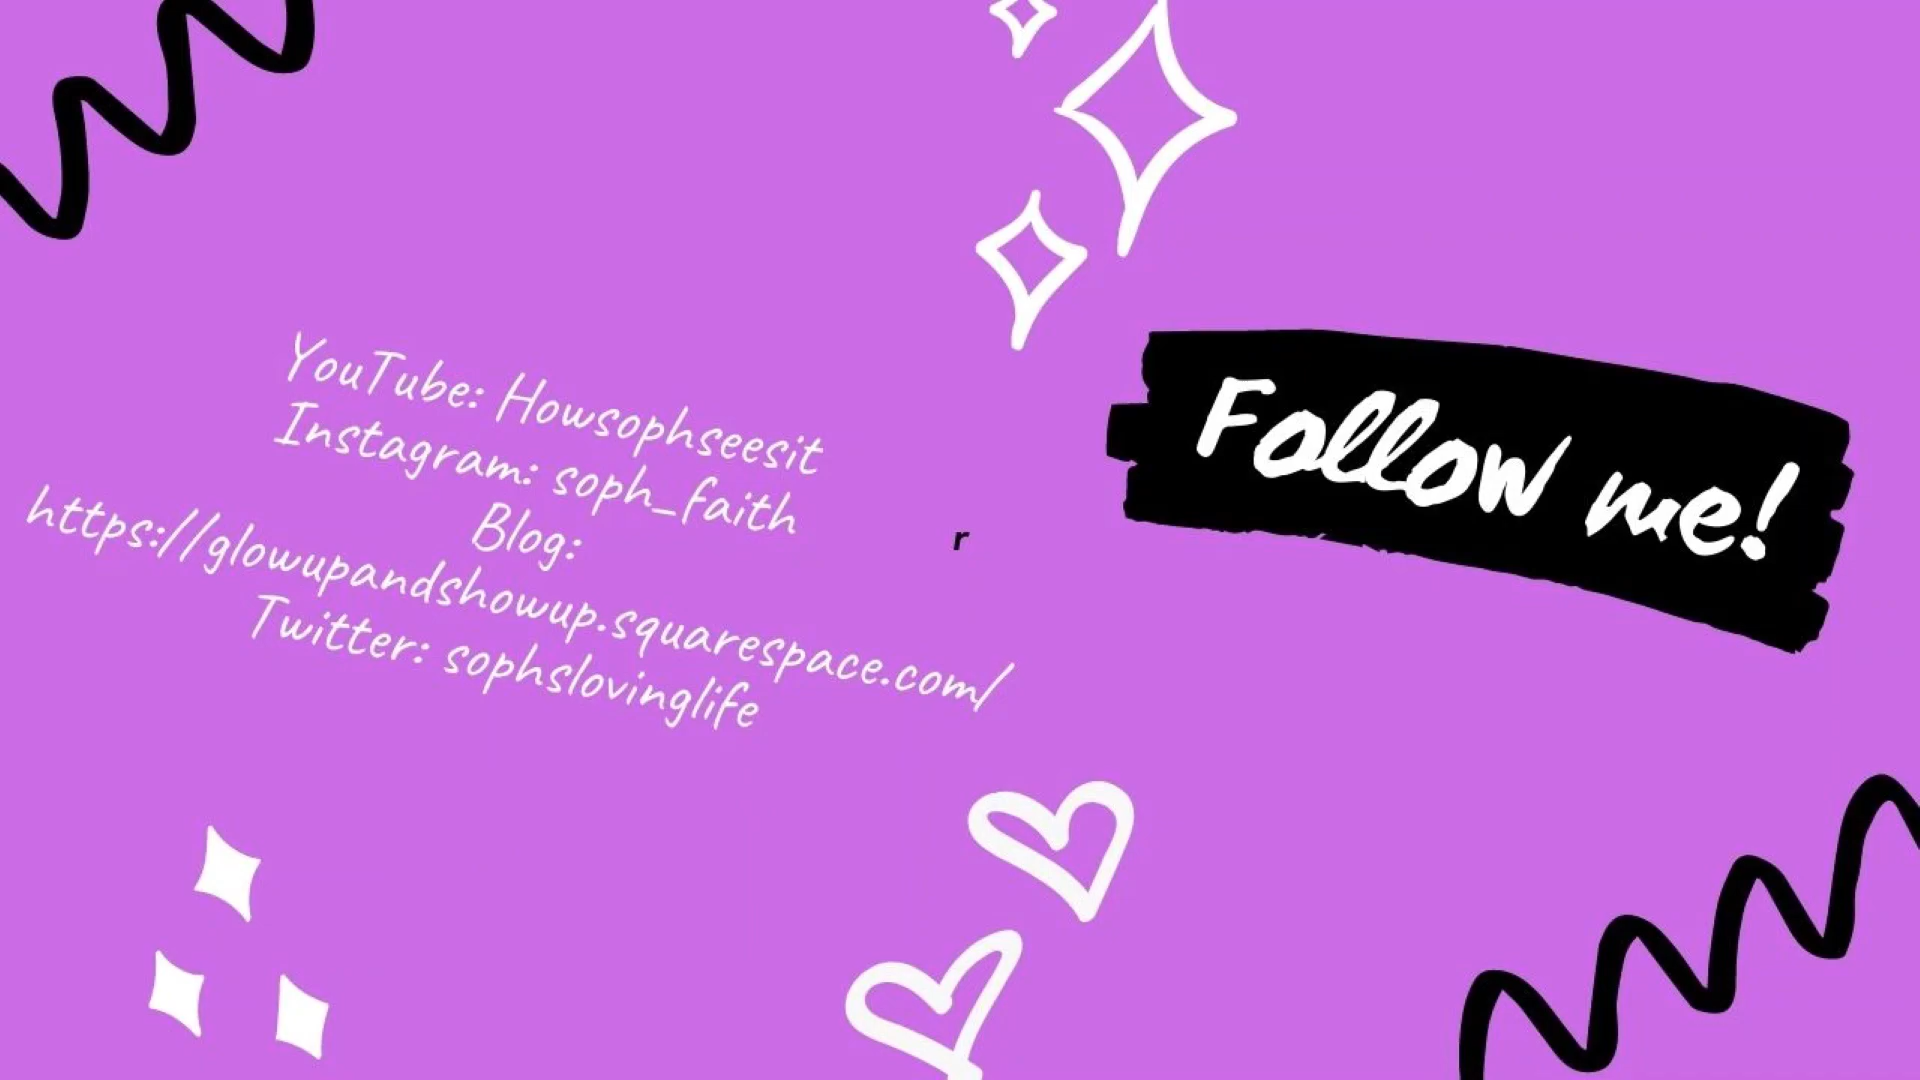 YouTube: Howsophseesit
Instagram: soph_faith
Blog:
https://glowupandshowup.squarespace.com/
Twitter: sophslovinglife
r
Follow me!